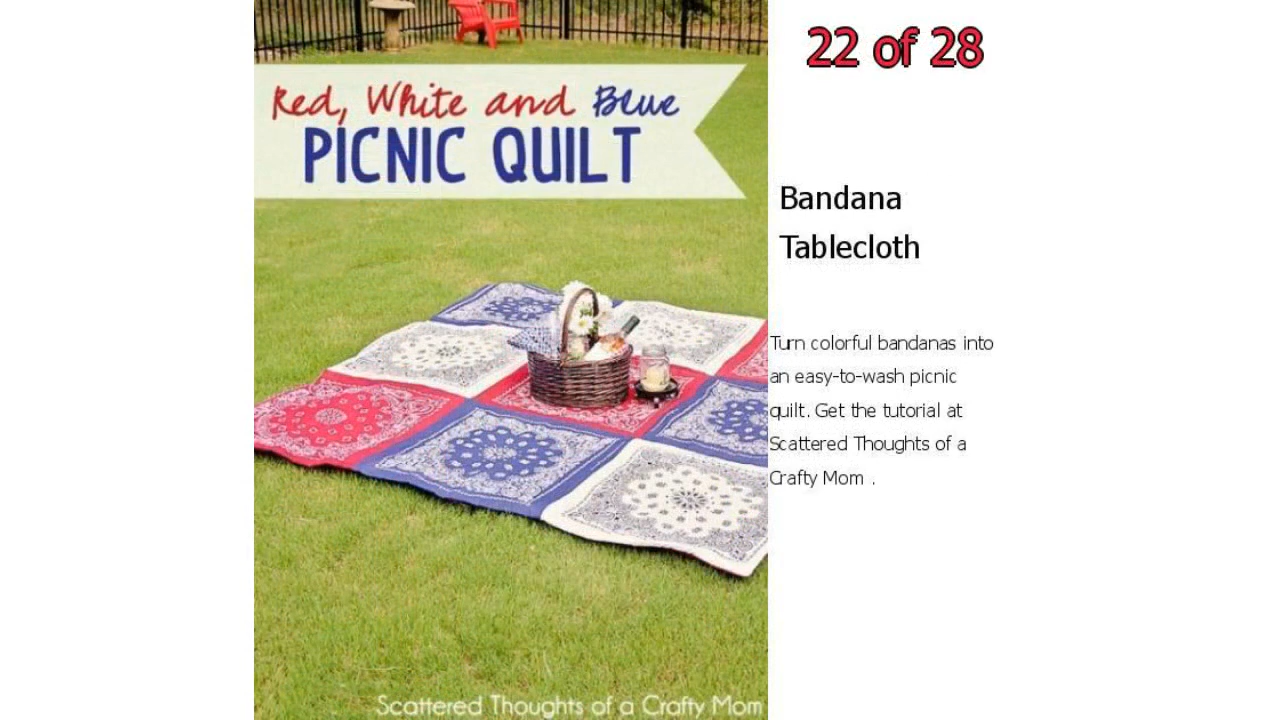 Red, White and Blue
PICNIC QUILT
Scattered Thoughts of a Crafty Mom
22 of 28
Bandana
Tablecloth
Turn colorful bandanas into
an easy-to-wash picnic
quilt. Get the tutorial at
Scattered Thoughts of a
Crafty Mom .